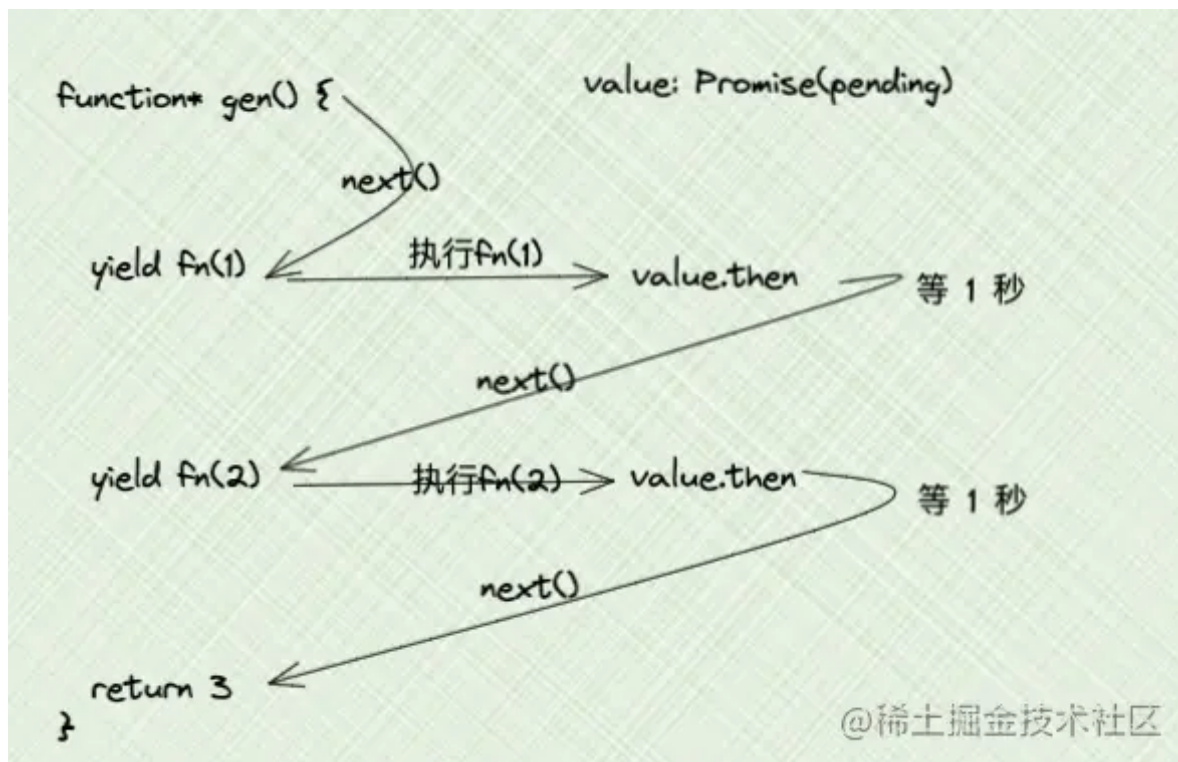 function* gen() {
value: Promise(pending)
next()
yield fn(1)
执行fn(1)
value.then
等 1 秒
next()
yield fn(2)
执行fn(2)
value.then
等 1 秒
next()
return 3
}
@稀土掘金技术社区